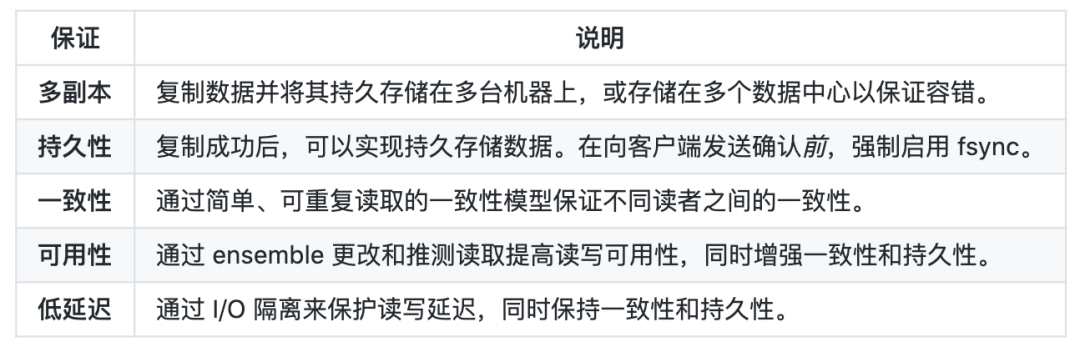 保证 说明
多副本 复制数据并将其持久存储在多台机器上，或存储在多个数据中心以保证容错。
持久性 复制成功后，可以实现持久存储数据。在向客户端发送确认前，强制启用 fsync。
一致性 通过简单、可重复读取的一致性模型保证不同读者之间的一致性。
可用性 通过 ensemble 更改和推测读取提高读写可用性，同时增强一致性和持久性。
低延迟 通过 I/O 隔离来保护读写延迟，同时保持一致性和持久性。